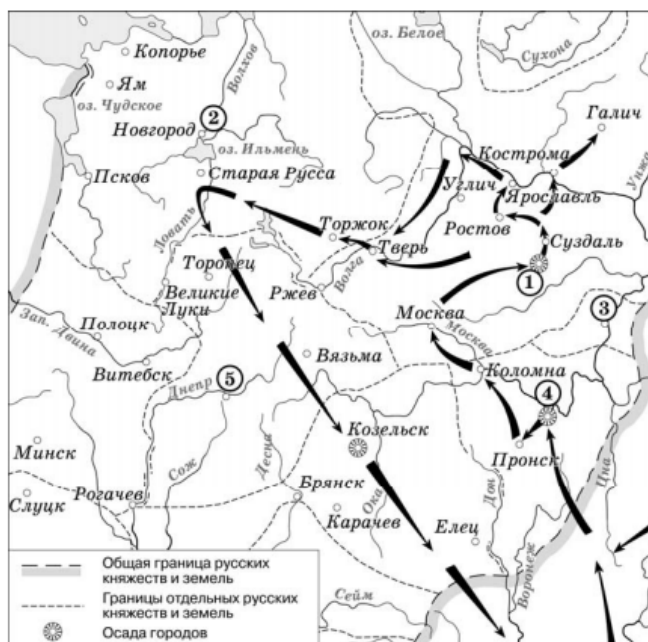 оз. Белое
Сухона
Копорье
Волхов
Ям
оз. Чудское
Галич
2
Новгород
оз. Ильмень
Кострома
Унжа
Псков
Старая Русса
Углич
Ярославль
Ловать
Торжок
Ростов
Суздаль
Тверь
Торопец
Волга
1
Ржев
Великие
Луки
Москва
3
Зап. Двина
Полоцк
Москва
Вязьма
Коломна
Витебск
Днепр
5
4
Козельск
Пронск
Минск
Сож
Десна
Цна
Слуцк
Рогачев
Брянск
Ока
Дон
Карачев
Елец
Воронеж
Сейм
Общая граница русских
княжеств и земель
Границы отдельных русских
княжеств и земель
Осада городов